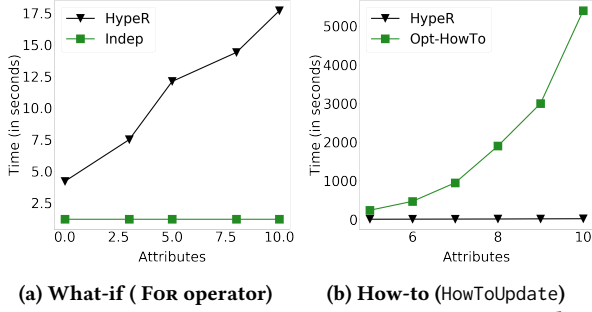 HypeR
Indep
Time (in seconds)
17.5
15.0
12.5
10.0
7.5
5.0
2.5
0.0 2.5 5.0 7.5 10.0
Attributes
(a) What-if ( For operator)
HypeR
Opt-HowTo
Time (in seconds)
5000
4000
3000
2000
1000
0
6 8 10
Attributes
(b) How-to (HowToUpdate)